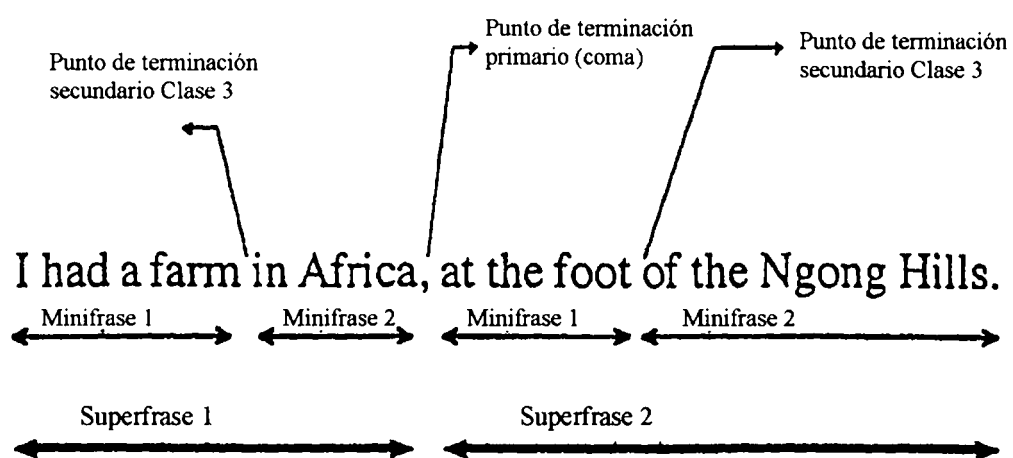 Punto de terminación
secundario Clase 3
Punto de terminación
primario (coma)
Punto de terminación
secundario Clase 3
I had a farm in Africa, at the foot of the Ngong Hills.
Minifrase 1 Minifrase 2 Minifrase 1 Minifrase 2
Superfrase 1 Superfrase 2